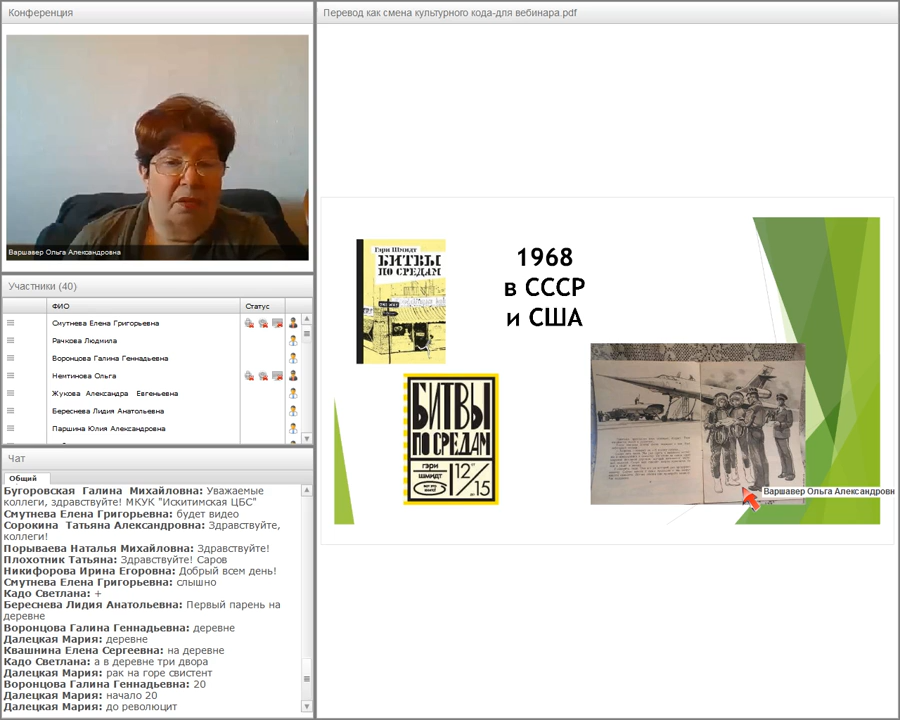 Конференция
Варшавер Ольга Александровна
Участники (40)
ФИО
Статус
Смутнева Елена Григорьевна
Рачкова Людмила
Воронцова Галина Геннадьевна
Немтинова Ольга
Жукова Александра Евгеньевна
Береснева Лидия Анатольевна
Паршина Юлия Александровна
Чат
Общий
Бугоровская Галина Михайловна: Уважаемые
коллеги, здравствуйте! МКУК "Искитимская ЦБС"
Смутнева Елена Григорьевна: будет видео
Сорокина Татьяна Александровна: Здравствуйте,
коллеги!
Порываева Наталья Михайловна: Здравствуйте!
Плохотник Татьяна: Здравствуйте! Саров
Никифорова Ирина Егоровна: Добрый всем день!
Смутнева Елена Григорьевна: слышно
Кадо Светлана: +
Береснева Лидия Анатольевна: Первый парень на
деревне
Воронцова Галина Геннадьевна: деревне
Далецкая Мария: деревне
Квашнина Елена Сергеевна: на деревне
Кадо Светлана: а в деревне три двора
Далецкая Мария: рак на горе свистент
Воронцова Галина Геннадьевна: 20
Далецкая Мария: начало 20
Далецкая Мария: до революцит
Перевод как смена культурного кода-для вебинара.pdf
Гэри Шмидт
БИТВЫ
ПО СРЕДАМ
1968
в СССР
и США
БИТВЫ
ПО СРЕДАМ
гэри
шмидт
12
до 15
Варшавер Ольга Александровн